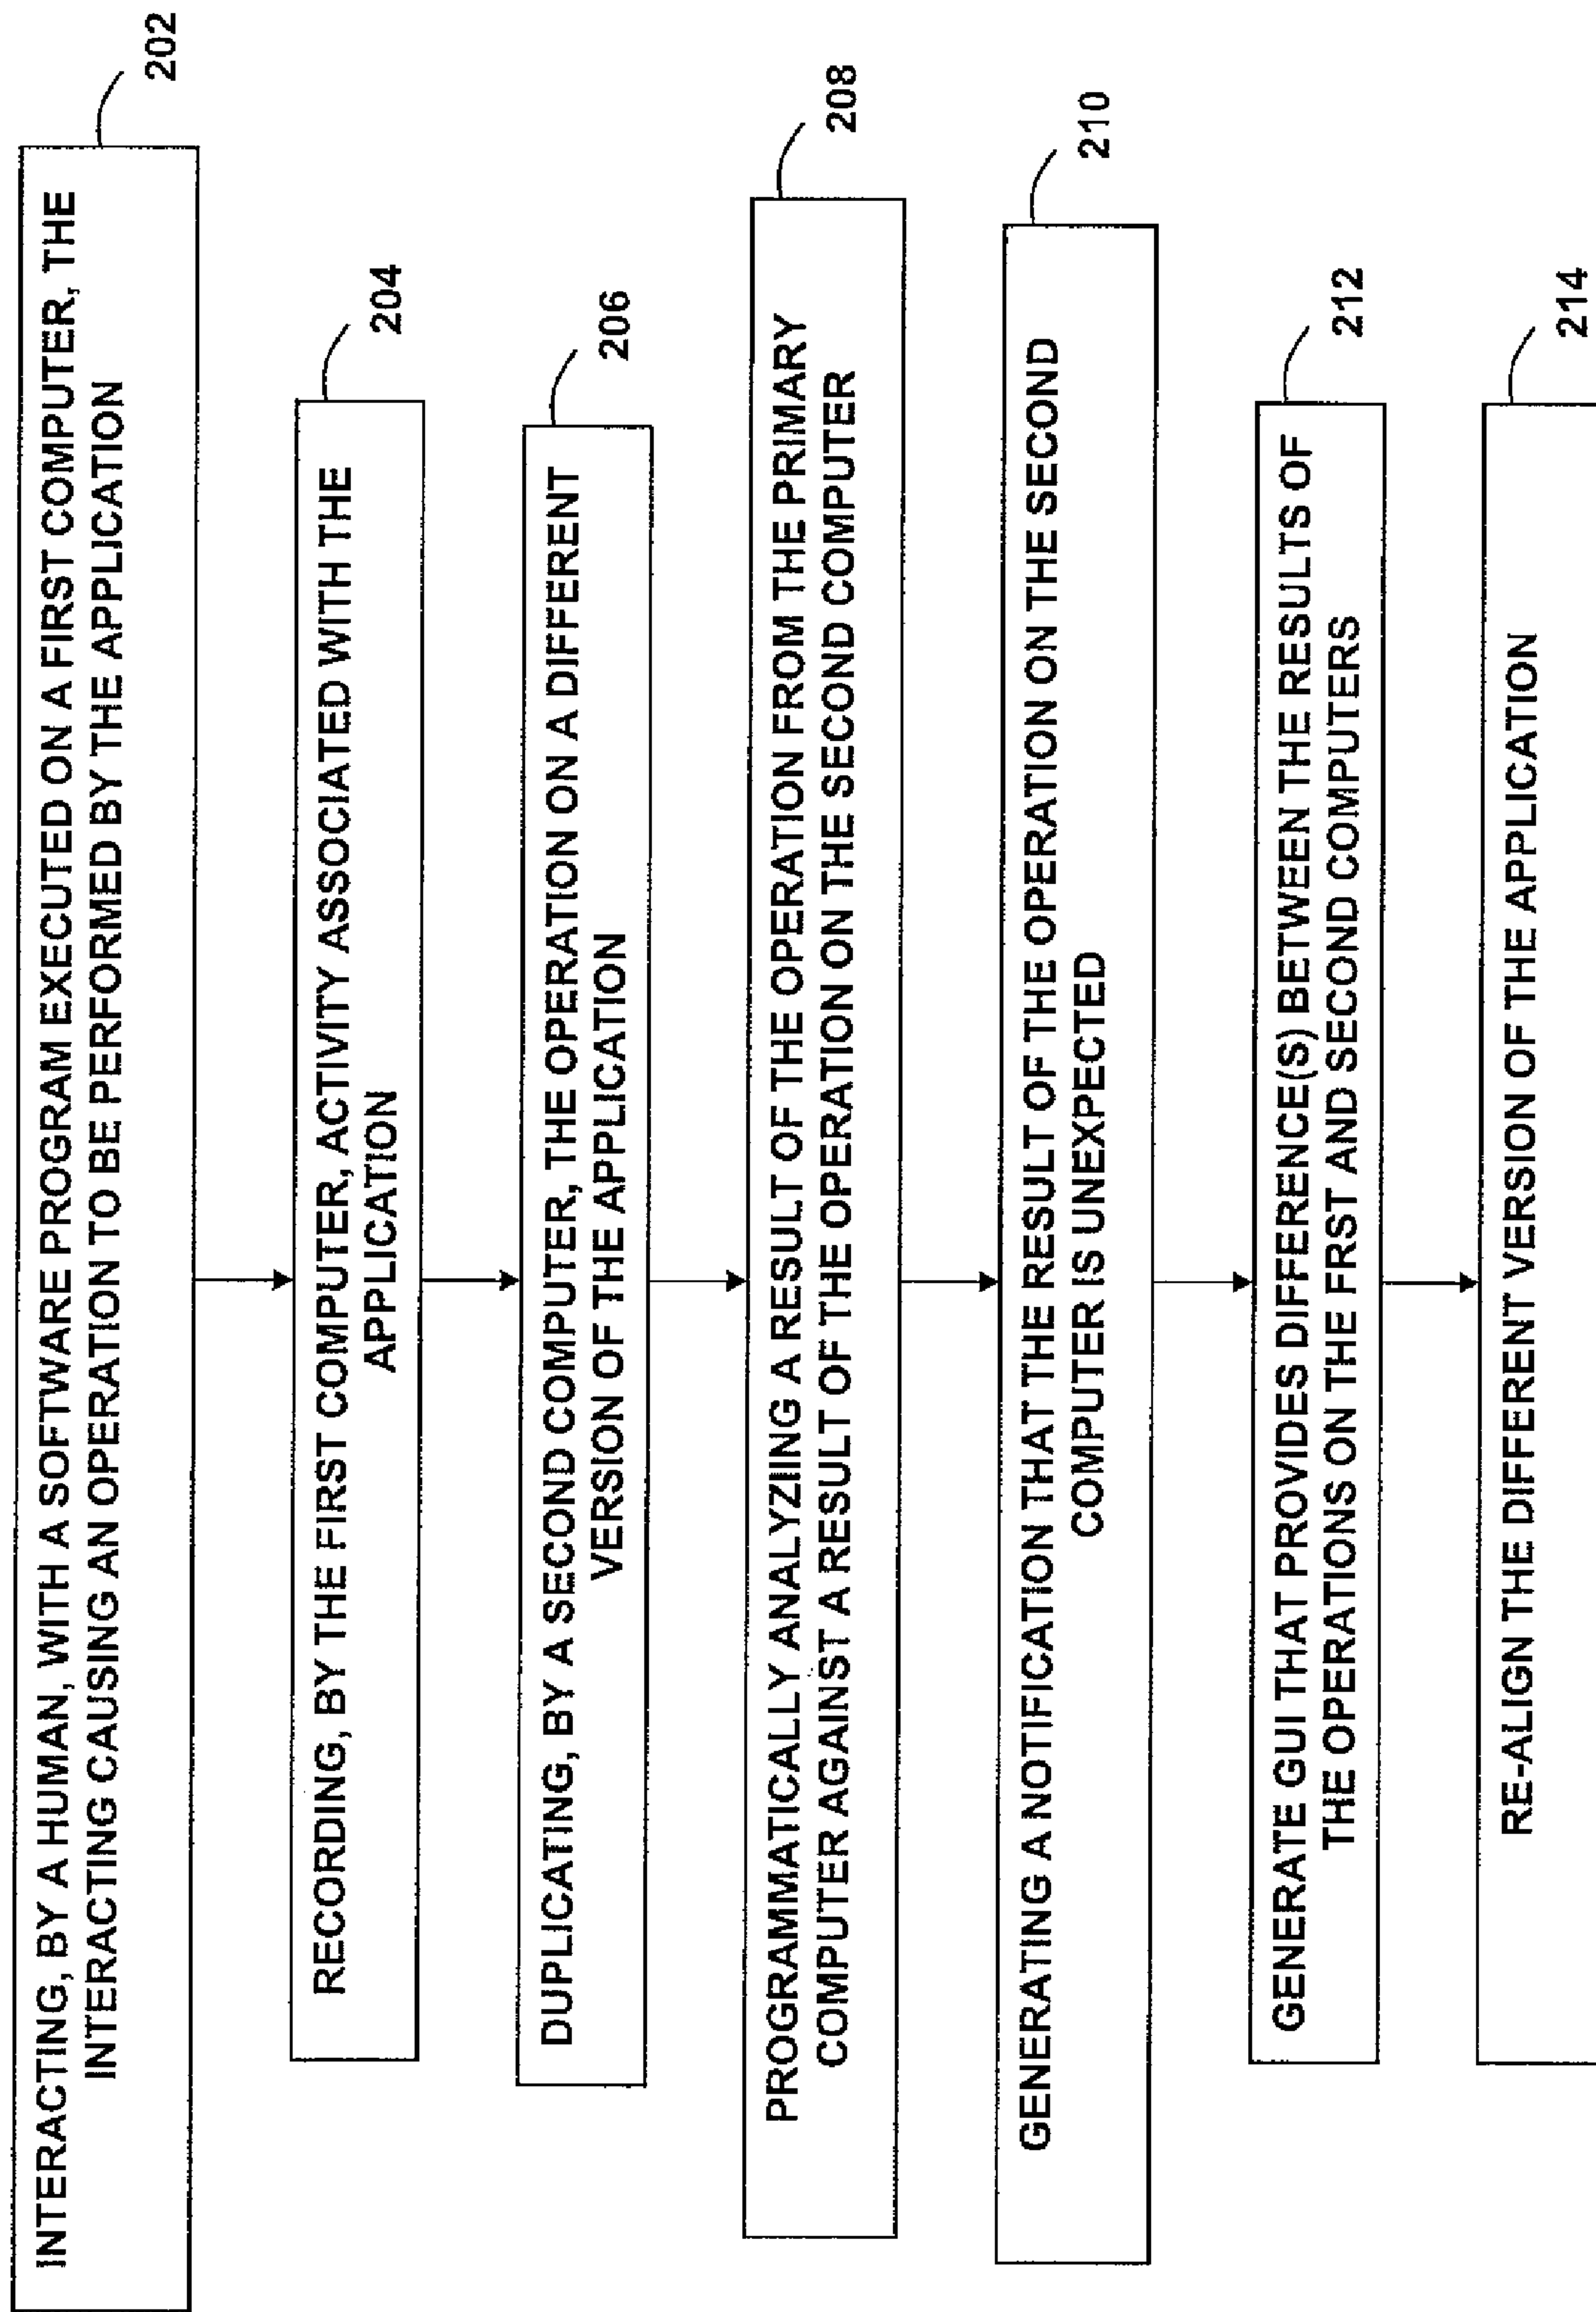 INTERACTING, BY A HUMAN, WITH A SOFTWARE PROGRAM EXECUTED ON A FIRST COMPUTER, THE
INTERACTING CAUSING AN OPERATION TO BE PERFORMED BY THE APPLICATION
202
RECORDING, BY THE FIRST COMPUTER, ACTIVITY ASSOCIATED WITH THE
APPLICATION
204
DUPLICATING, BY A SECOND COMPUTER, THE OPERATION ON A DIFFERENT
VERSION OF THE APPLICATION
206
PROGRAMMATICALLY ANALYZIING A RESULT OF THE OPERATION FROM THE PRIMARY
COMPUTER AGAINST A RESULT OF THE OPERATION ON THE SECOND COMPUTER
208
GENERATING A NOTIFICATION THAT THE RESULT OF THE OPERATION ON THE SECOND
COMPUTER IS UNEXPECTED
210
GENERATE GUI THAT PROVIDES DIFFERENCE(S) BETWEEN THE RESULTS OF
THE OPERATIONS ON THE FRST AND SECOND COMPUTERS
212
RE-ALIGN THE DIFFERENT VERSION OF THE APPLICATION
214